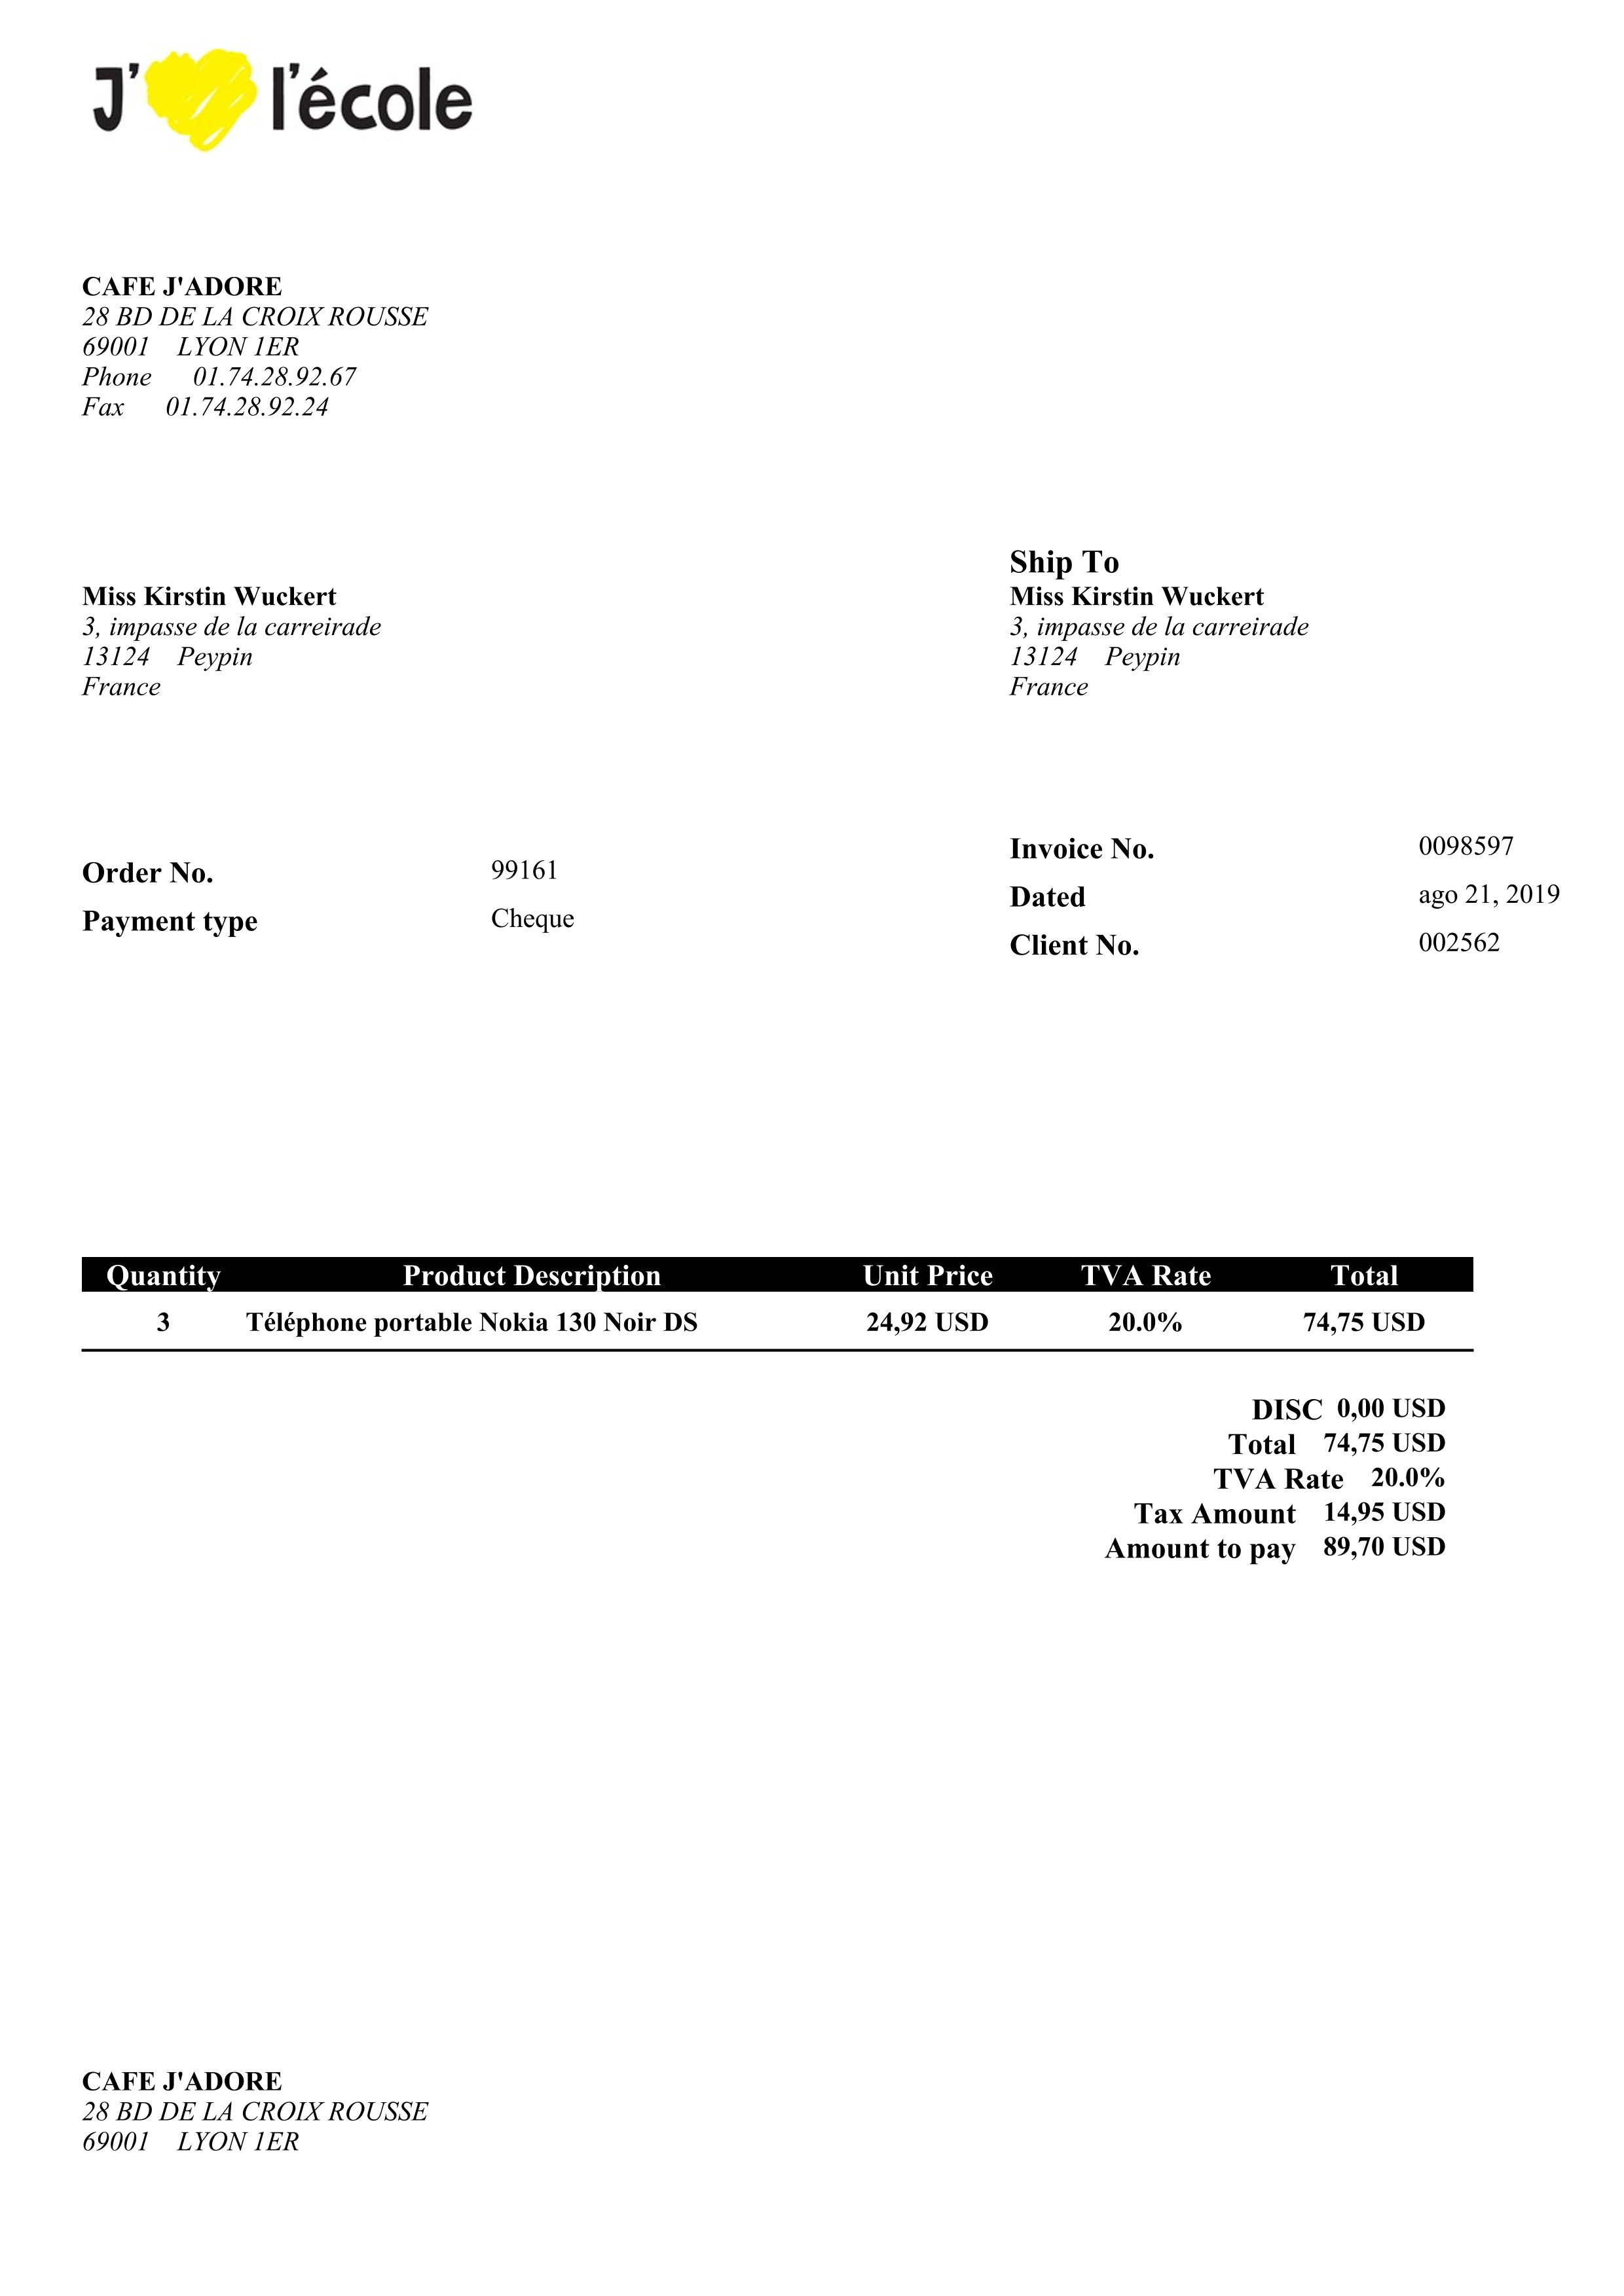 J' l'école
CAFE J'ADORE
28 BD DE LA CROIX ROUSSE
69001 LYON 1ER
Phone 01.74.28.92.67
Fax 01.74.28.92.24
Miss Kirstin Wuckert
3, impasse de la carreirade
13124 Peypin
France
Ship To
Miss Kirstin Wuckert
3, impasse de la carreirade
13124 Peypin
France
Order No. 99161
Payment type Cheque
Invoice No. 0098597
Dated ago 21, 2019
Client No. 002562
Quantity Product Description Unit Price TVA Rate Total
3 Téléphone portable Nokia 130 Noir DS 24,92 USD 20.0% 74,75 USD
DISC 0,00 USD
Total 74,75 USD
TVA Rate 20.0%
Tax Amount 14,95 USD
Amount to pay 89,70 USD
CAFE J'ADORE
28 BD DE LA CROIX ROUSSE
69001 LYON 1ER